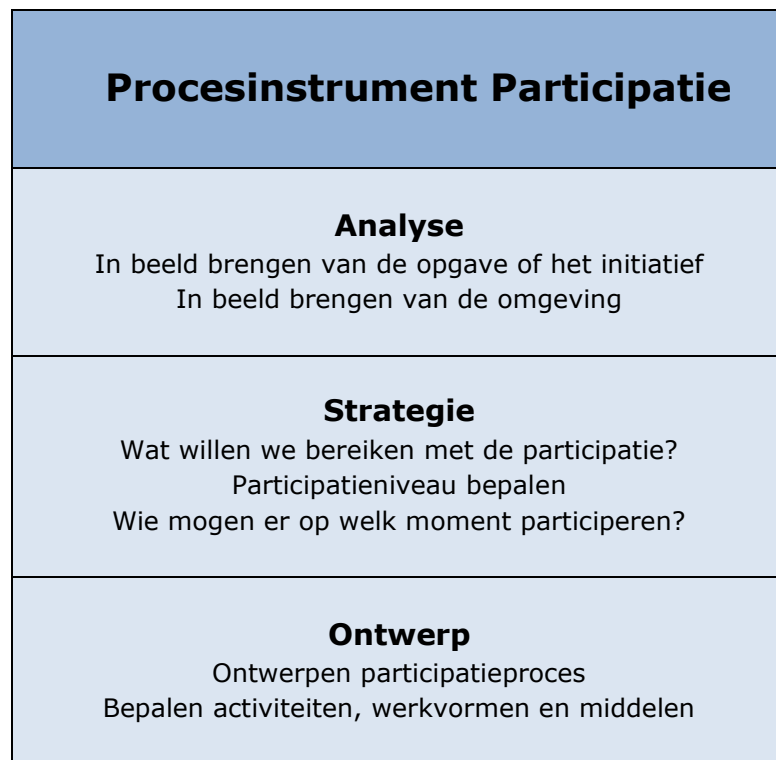 Procesinstrument Participatie
Analyse
In beeld brengen van de opgave of het initiatief
In beeld brengen van de omgeving
Strategie
Wat willen we bereiken met de participatie?
Participatieniveau bepalen
Wie mogen er op welk moment participeren?
Ontwerp
Ontwerpen participatieproces
Bepalen activiteiten, werkvormen en middelen